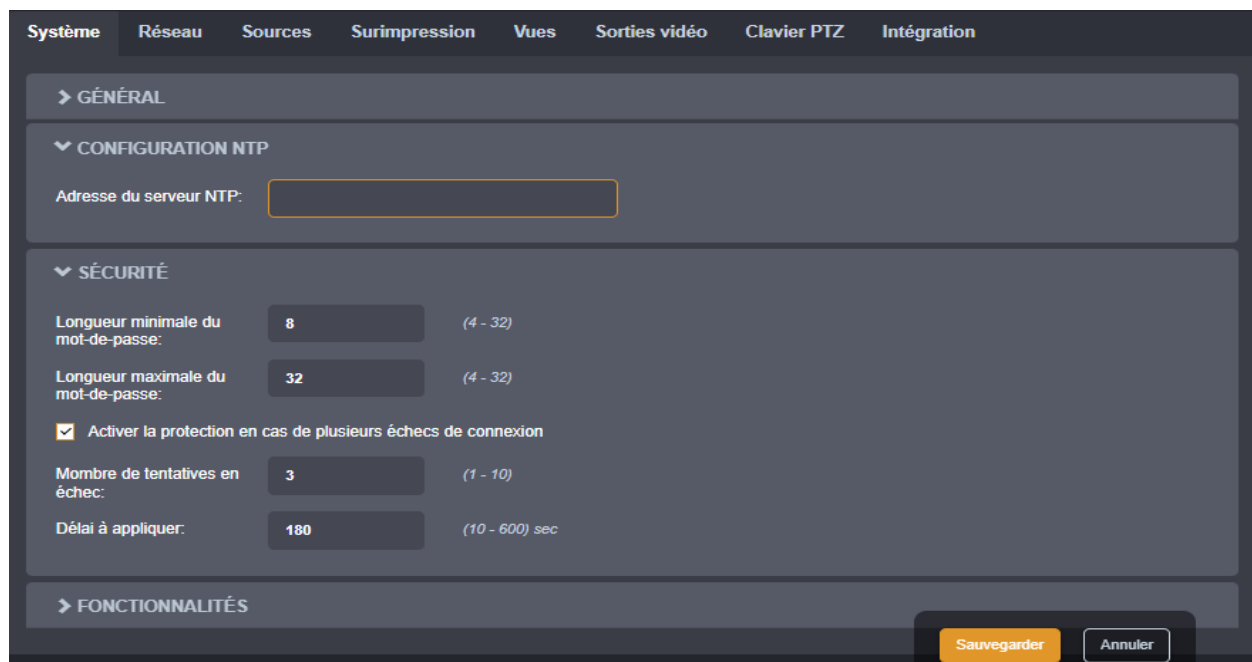 Système Réseau Sources Surimpression Vues Sorties vidéo Clavier PTZ Intégration
GÉNÉRAL
CONFIGURATION NTP
Adresse du serveur NTP:
SÉCURITÉ
Longueur minimale du
mot-de-passe:
8 (4 - 32)
Longueur maximale du
mot-de-passe:
32 (4 - 32)
Activer la protection en cas de plusieurs échecs de connexion
Mombre de tentatives en
échec:
3 (1 - 10)
Délai à appliquer: 180 (10 - 600) sec
FONCTIONNALITÉS
Sauvegarder Annuler